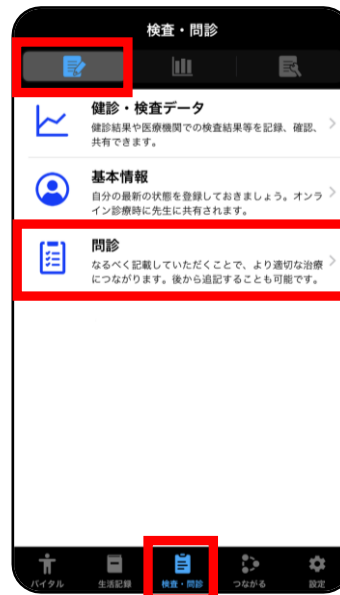 検査・問診
健診・検査データ
健診結果や医療機関での検査結果等を記録、確認、
共有できます。
基本情報
自分の最新の状態を登録しておきましょう。オンラ
イン診療時に先生に共有されます。
問診
なるべく記載していただくことで、より適切な治療
につながります。後から追記することも可能です。
バイタル 生活記録 検査・問診 つながる 設定